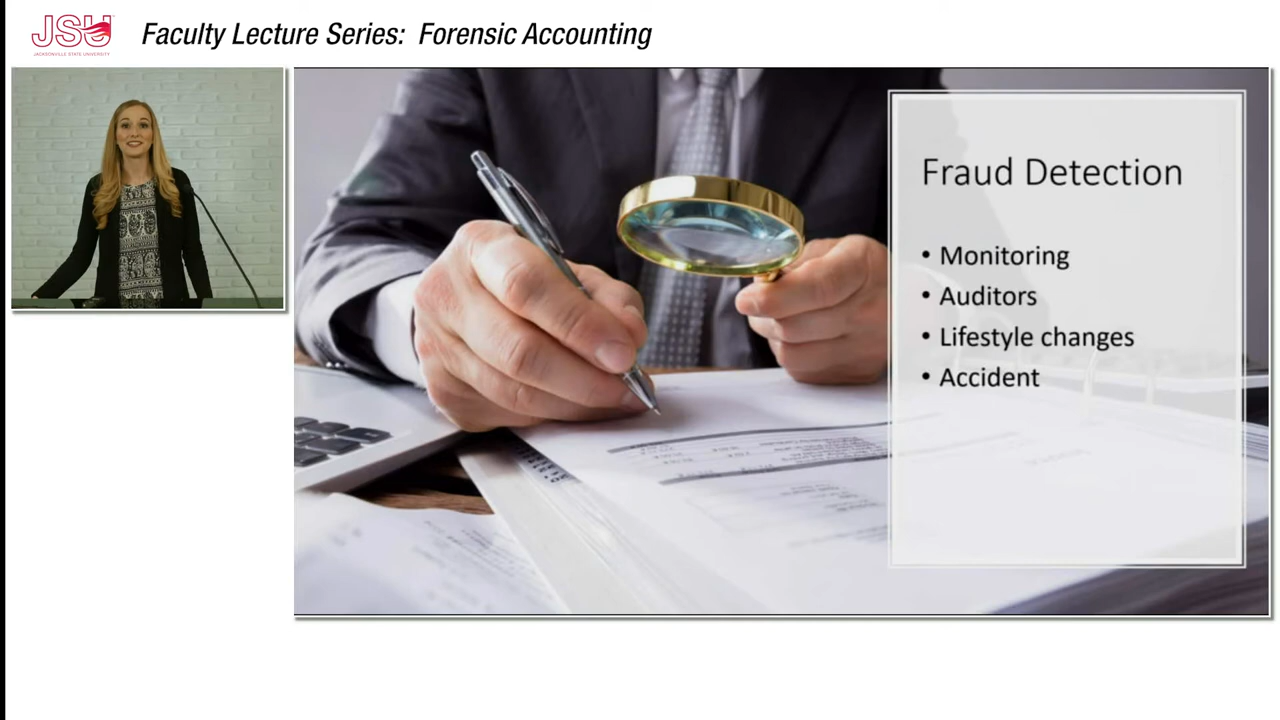 JSU
JACKSONVILLE STATE UNIVERSITY
Faculty Lecture Series: Forensic Accounting
Fraud Detection
• Monitoring
• Auditors
• Lifestyle changes
• Accident